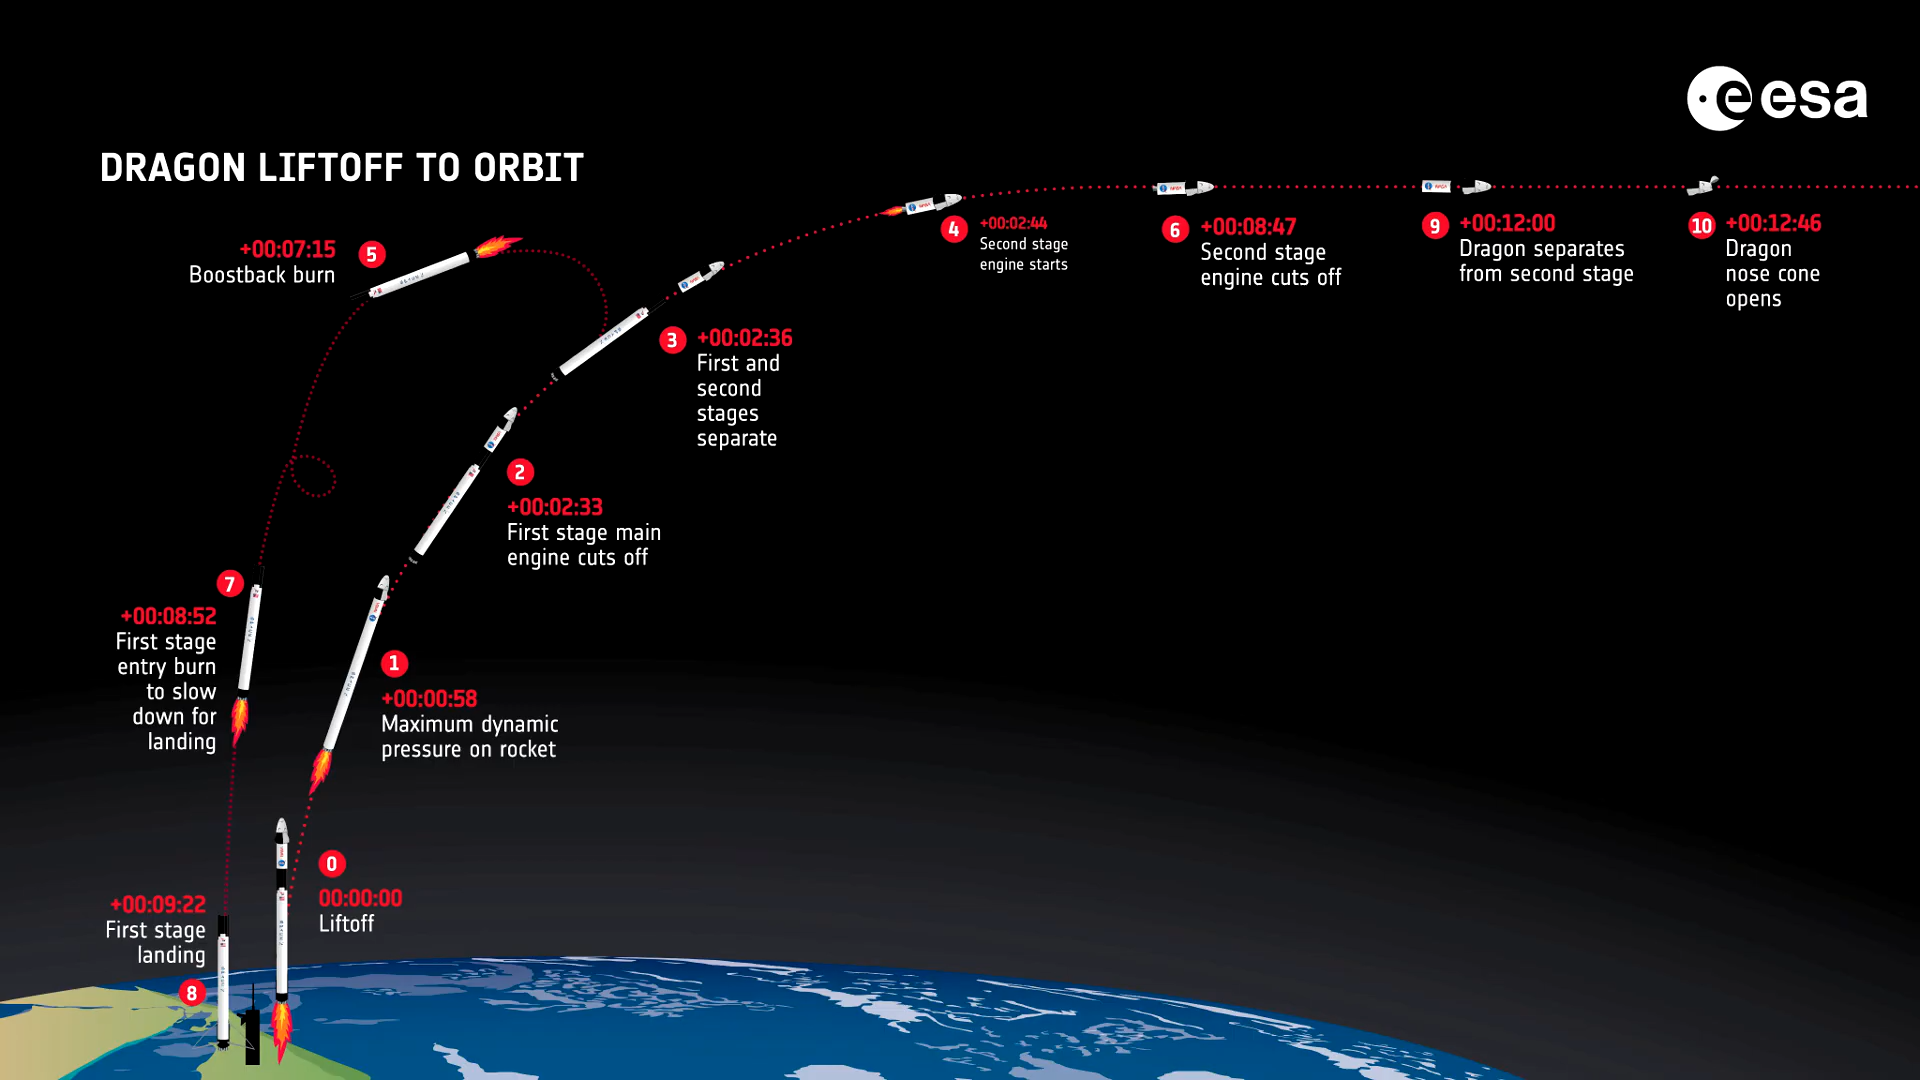 esa
DRAGON LIFTOFF TO ORBIT
0
00:00:00
Liftoff
1
+00:00:58
Maximum dynamic
pressure on rocket
2
+00:02:33
First stage main
engine cuts off
3
+00:02:36
First and
second
stages
separate
4
+00:02:44
Second stage
engine starts
5
+00:07:15
Boostback burn
6
+00:08:47
Second stage
engine cuts off
7
+00:08:52
First stage
entry burn
to slow
down for
landing
8
+00:09:22
First stage
landing
9
+00:12:00
Dragon separates
from second stage
10
+00:12:46
Dragon
nose cone
opens